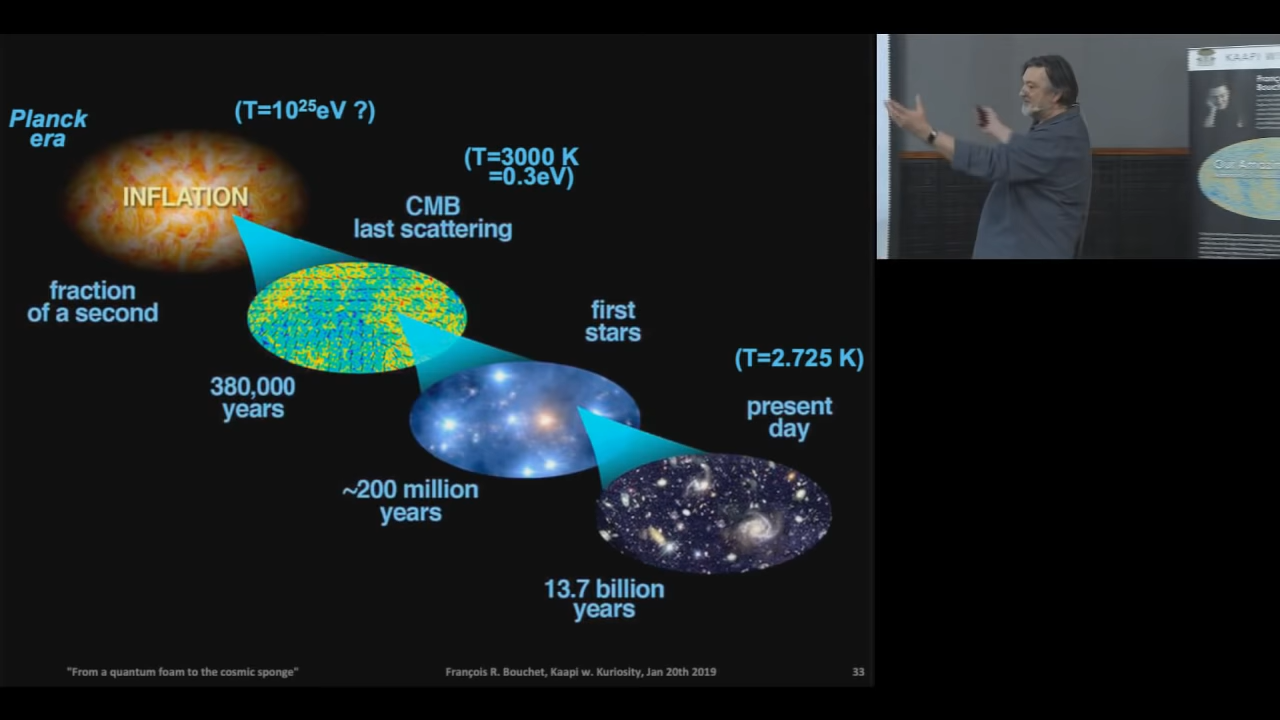 Planck
era
(T=10²⁵eV ?)
INFLATION
fraction
of a second
(T=3000 K
=0.3eV)
CMB
last scattering
380,000
years
first
stars
~200 million
years
(T=2.725 K)
present
day
13.7 billion
years
"From a quantum foam to the cosmic sponge"
François R. Bouchet, Kaapi w. Kuriosity, Jan 20th 2019
33
KAAPI
Our